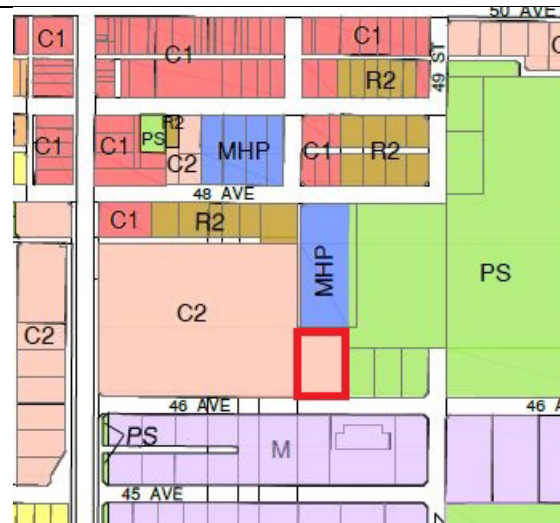 50 AVE
C1
C1
C1
C
49 ST
R2
C1
C1
PS
R2
C2
MHP
C1
R2
48 AVE
C1
R2
MHP
PS
C2
C2
46 AVE
46 A
PS
M
45 AVE